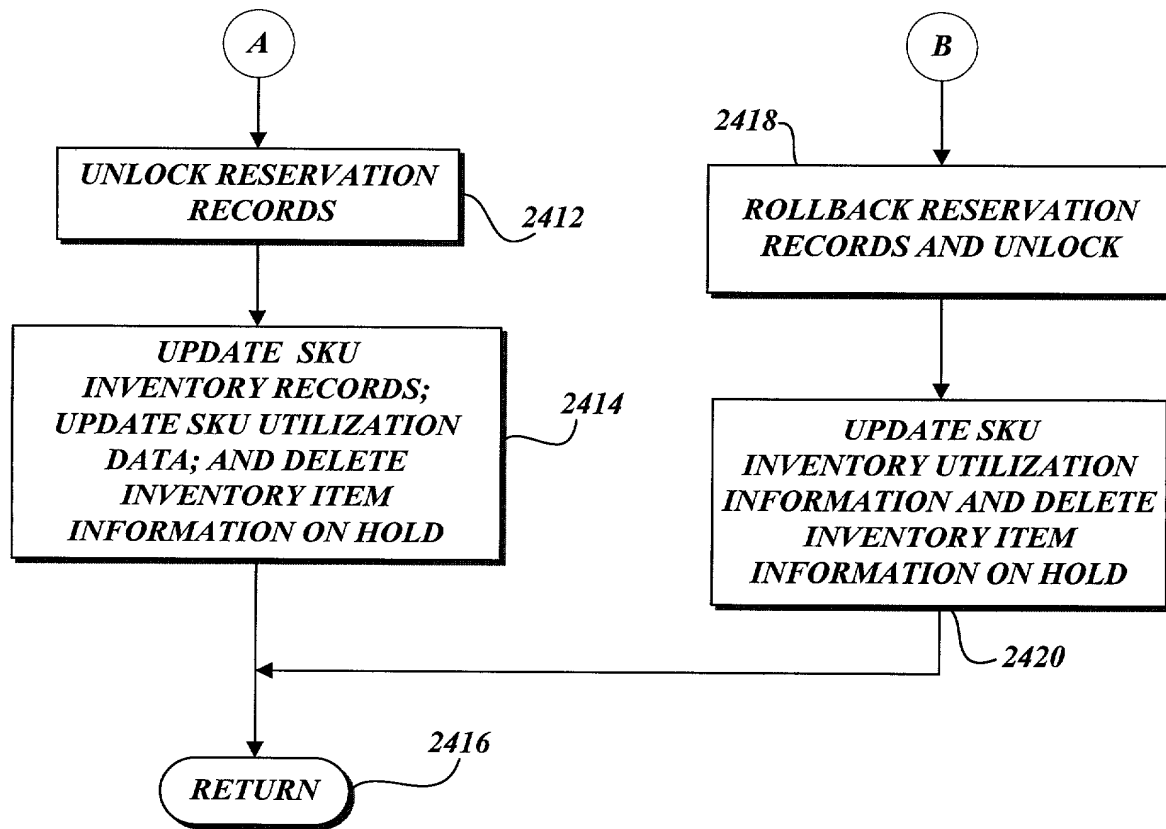 A
UNLOCK RESERVATION
RECORDS
2412
UPDATE SKU
INVENTORY RECORDS;
UPDATE SKU UTILIZATION
DATA; AND DELETE
INVENTORY ITEM
INFORMATION ON HOLD
2414
B
2418
ROLLBACK RESERVATION
RECORDS AND UNLOCK
UPDATE SKU
INVENTORY UTILIZATION
INFORMATION AND DELETE
INVENTORY ITEM
INFORMATION ON HOLD
2420
RETURN
2416